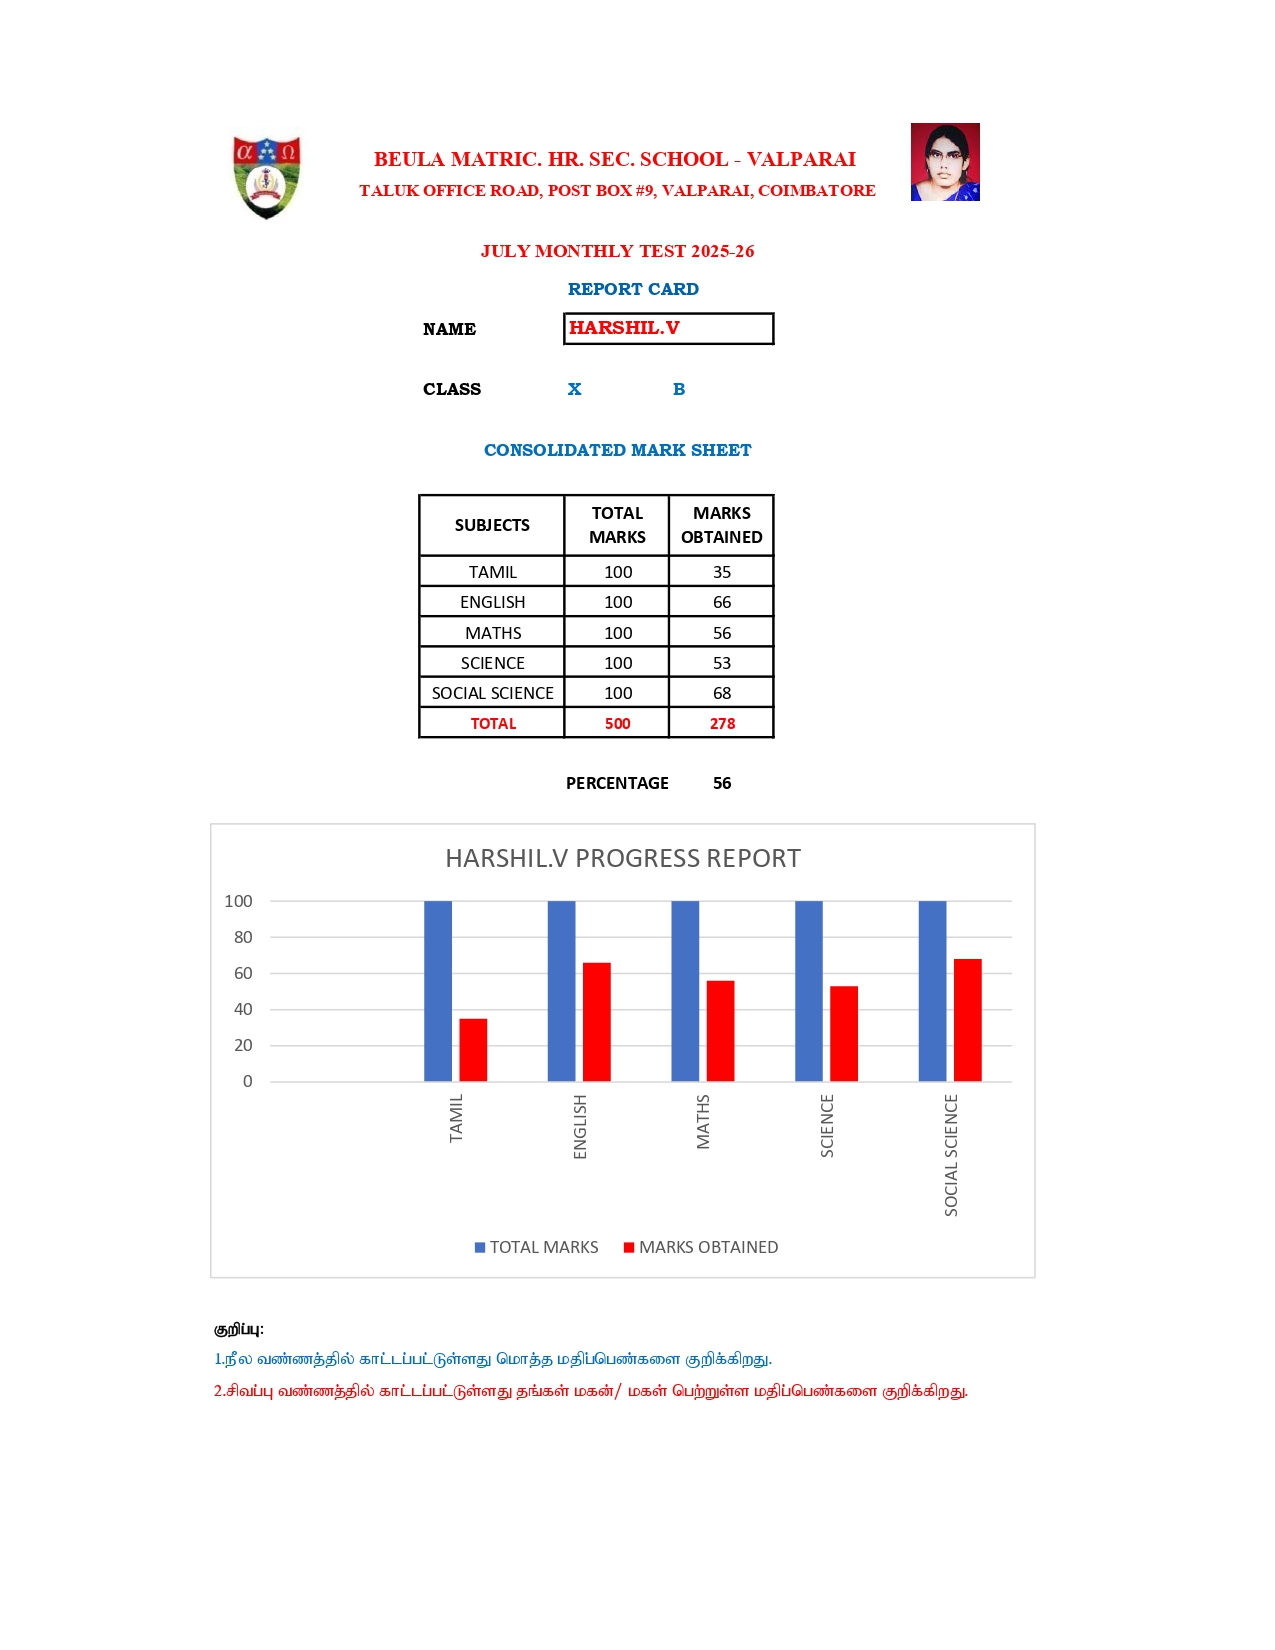 α Ω
BEULA MATRIC. HR. SEC. SCHOOL - VALPARAI
TALUK OFFICE ROAD, POST BOX #9, VALPARAI, COIMBATORE
JULY MONTHLY TEST 2025-26
REPORT CARD
NAME HARSHIL.V
CLASS X B
CONSOLIDATED MARK SHEET
SUBJECTS TOTAL MARKS MARKS OBTAINED
TAMIL 100 35
ENGLISH 100 66
MATHS 100 56
SCIENCE 100 53
SOCIAL SCIENCE 100 68
TOTAL 500 278
PERCENTAGE 56
HARSHIL.V PROGRESS REPORT
100
80
60
40
20
0
TAMIL ENGLISH MATHS SCIENCE SOCIAL SCIENCE
TOTAL MARKS MARKS OBTAINED
குறிப்பு:
1.நீல வண்ணத்தில் காட்டப்பட்டுள்ளது மொத்த மதிப்பெண்களை குறிக்கிறது.
2.சிவப்பு வண்ணத்தில் காட்டப்பட்டுள்ளது தங்கள் மகன்/ மகள் பெற்றுள்ள மதிப்பெண்களை குறிக்கிறது.